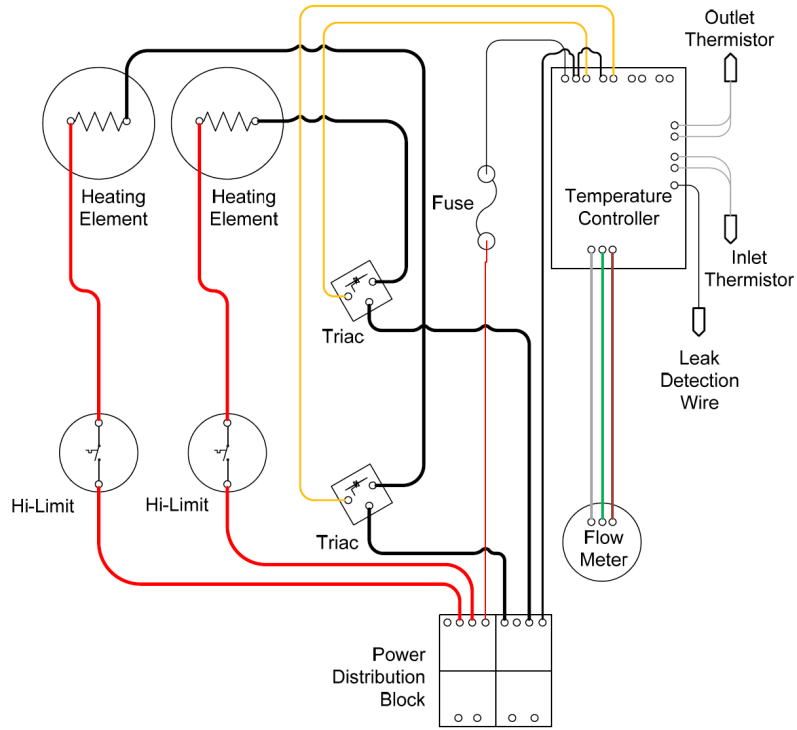 Outlet
Thermistor
Heating
Element
Heating
Element
Fuse
Temperature
Controller
Inlet
Thermistor
Triac
Leak
Detection
Wire
Hi-Limit
Hi-Limit
Triac
Flow
Meter
Power
Distribution
Block